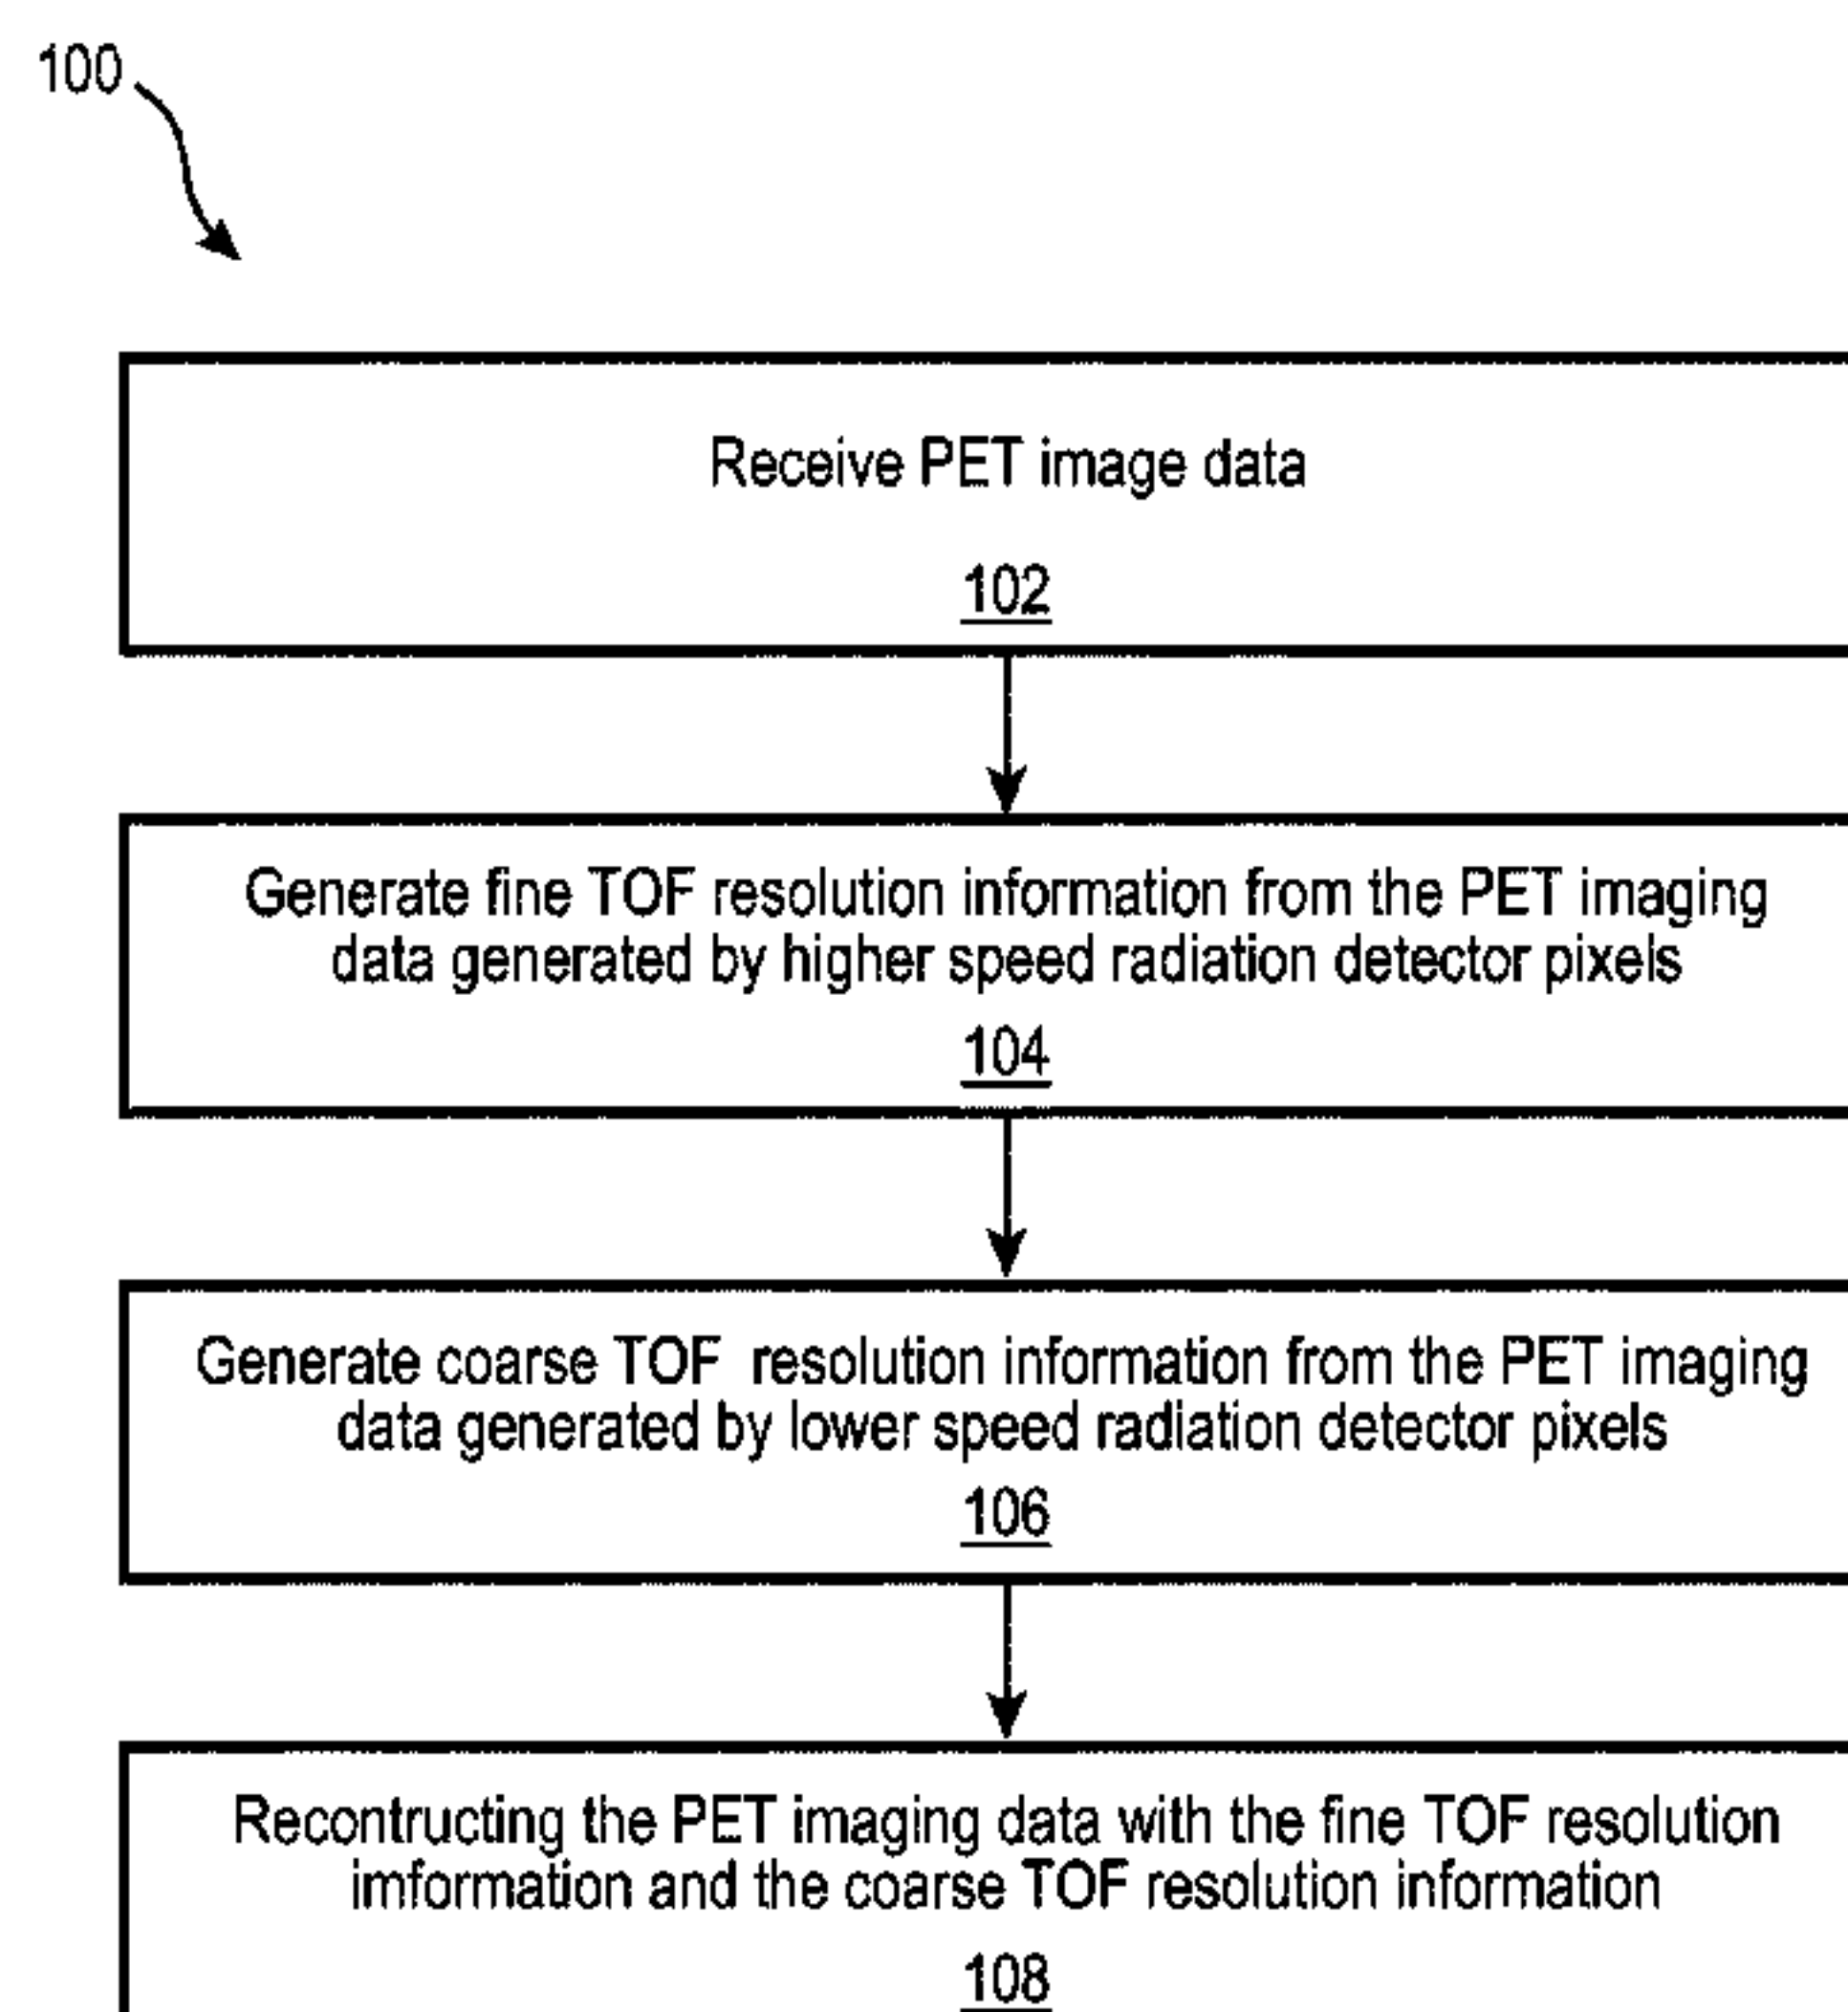 100
Receive PET image data
102
Generate fine TOF resolution information from the PET imaging
data generated by higher speed radiation detector pixels
104
Generate coarse TOF resolution information from the PET imaging
data generated by lower speed radiation detector pixels
106
Recontructing the PET imaging data with the fine TOF resolution
imformation and the coarse TOF resolution information
108